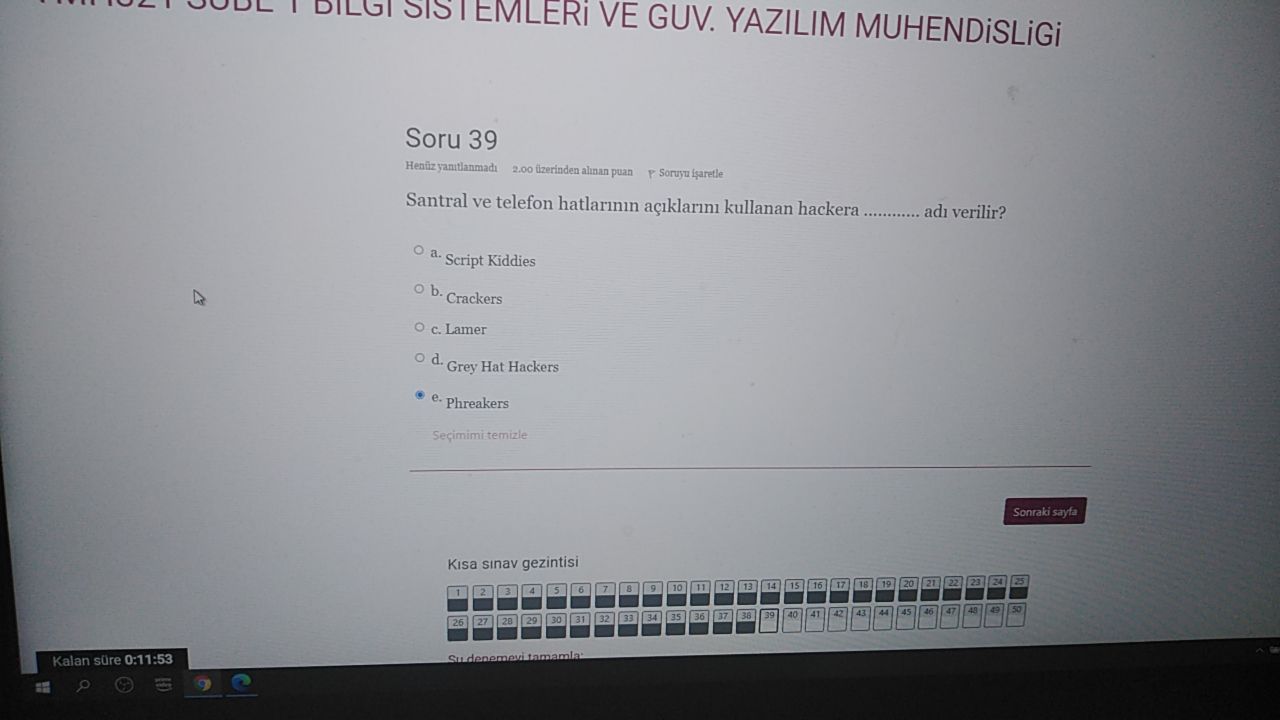 ŞUBE 1 BİLGİ SİSTEMLERİ VE GUV. YAZILIM MUHENDİSLİGİ
Soru 39
Henüz yanıtlanmadı 2.00 üzerinden alınan puan Soruyu işaretle
Santral ve telefon hatlarının açıklarını kullanan hackera ............ adı verilir?
a. Script Kiddies
b. Crackers
c. Lamer
d. Grey Hat Hackers
e. Phreakers
Seçimimi temizle
Sonraki sayfa
Kısa sınav gezintisi
1 2 3 4 5 6 7 8 9 10 11 12 13 14 15 16 17 18 19 20 21 22 23 24 25
26 27 28 29 30 31 32 33 34 35 36 37 38 39 40 41 42 43 44 45 46 47 48 49 50
Şu denemeyi tamamla:
Kalan süre 0:11:53
prime video